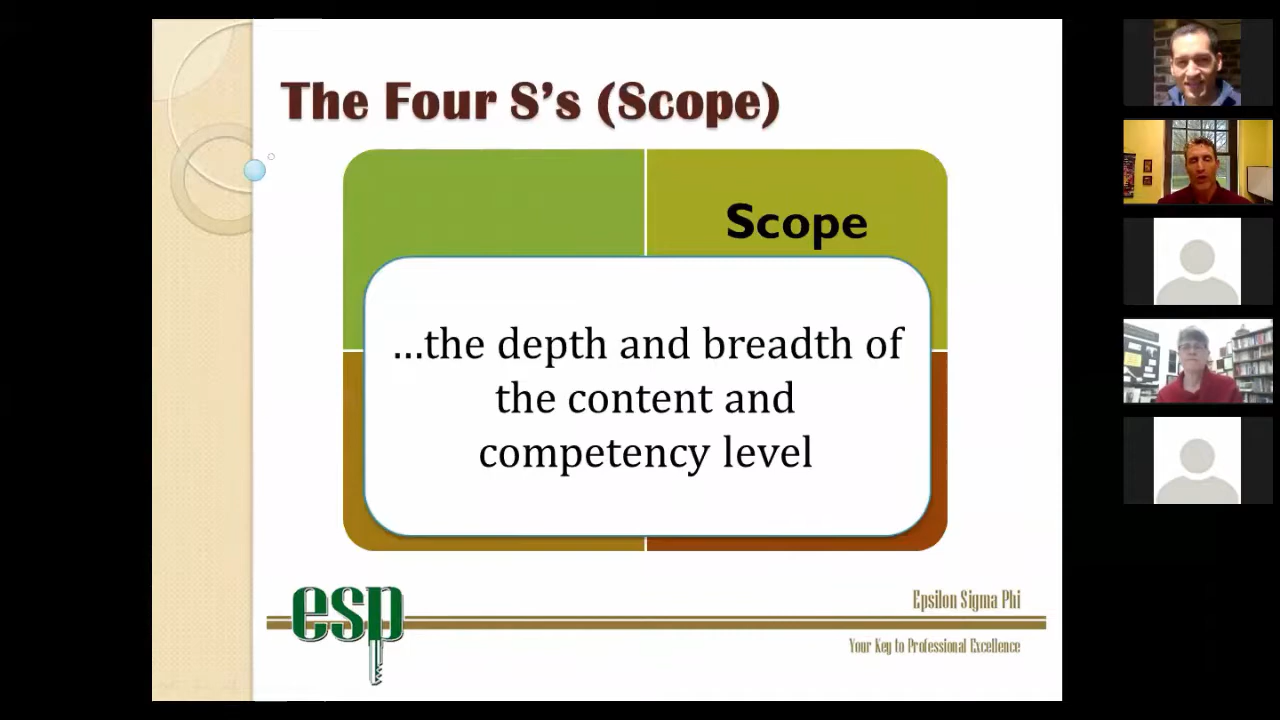 The Four S's (Scope)
Scope
...the depth and breadth of
the content and
competency level
esp
Epsilon Sigma Phi
Your Key to Professional Excellence